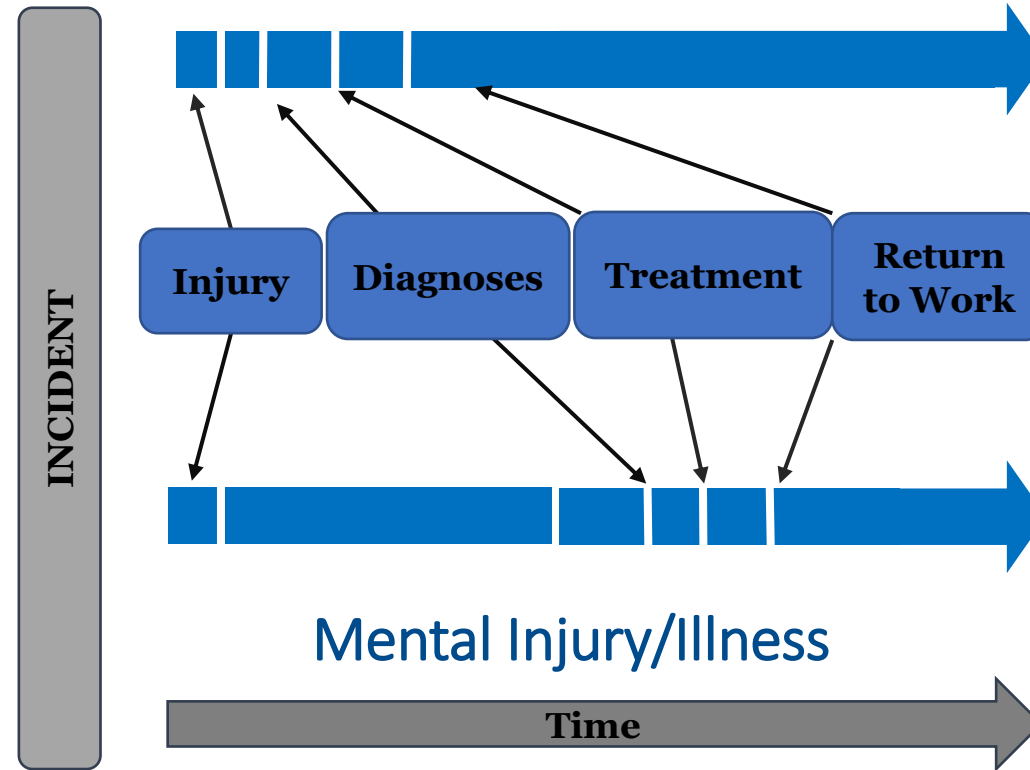 INCIDENT
Injury
Diagnoses
Treatment
Return
to Work
Mental Injury/Illness
Time